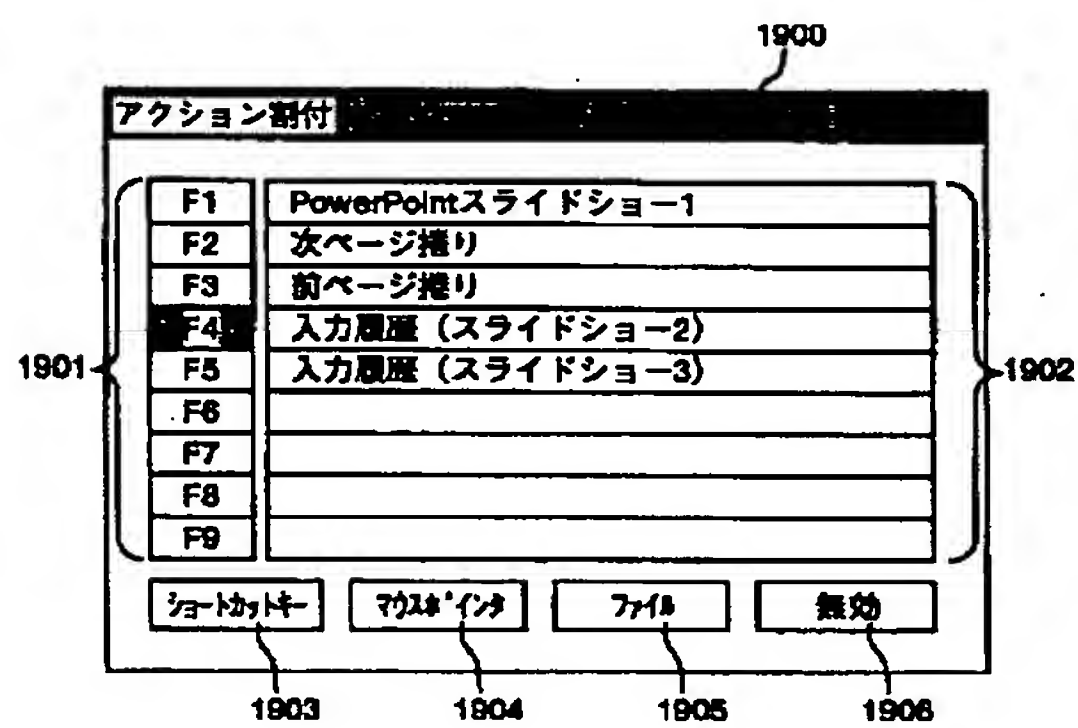 1900
アクション割付
F1 PowerPointスライドショー1
F2 次ページ捲り
F3 前ページ捲り
F4 入力履歴（スライドショー2）
F5 入力履歴（スライドショー3）
F6
F7
F8
F9
1901
1902
ショートカットキー マウスポインタ ファイル 無効
1903 1904 1905 1906